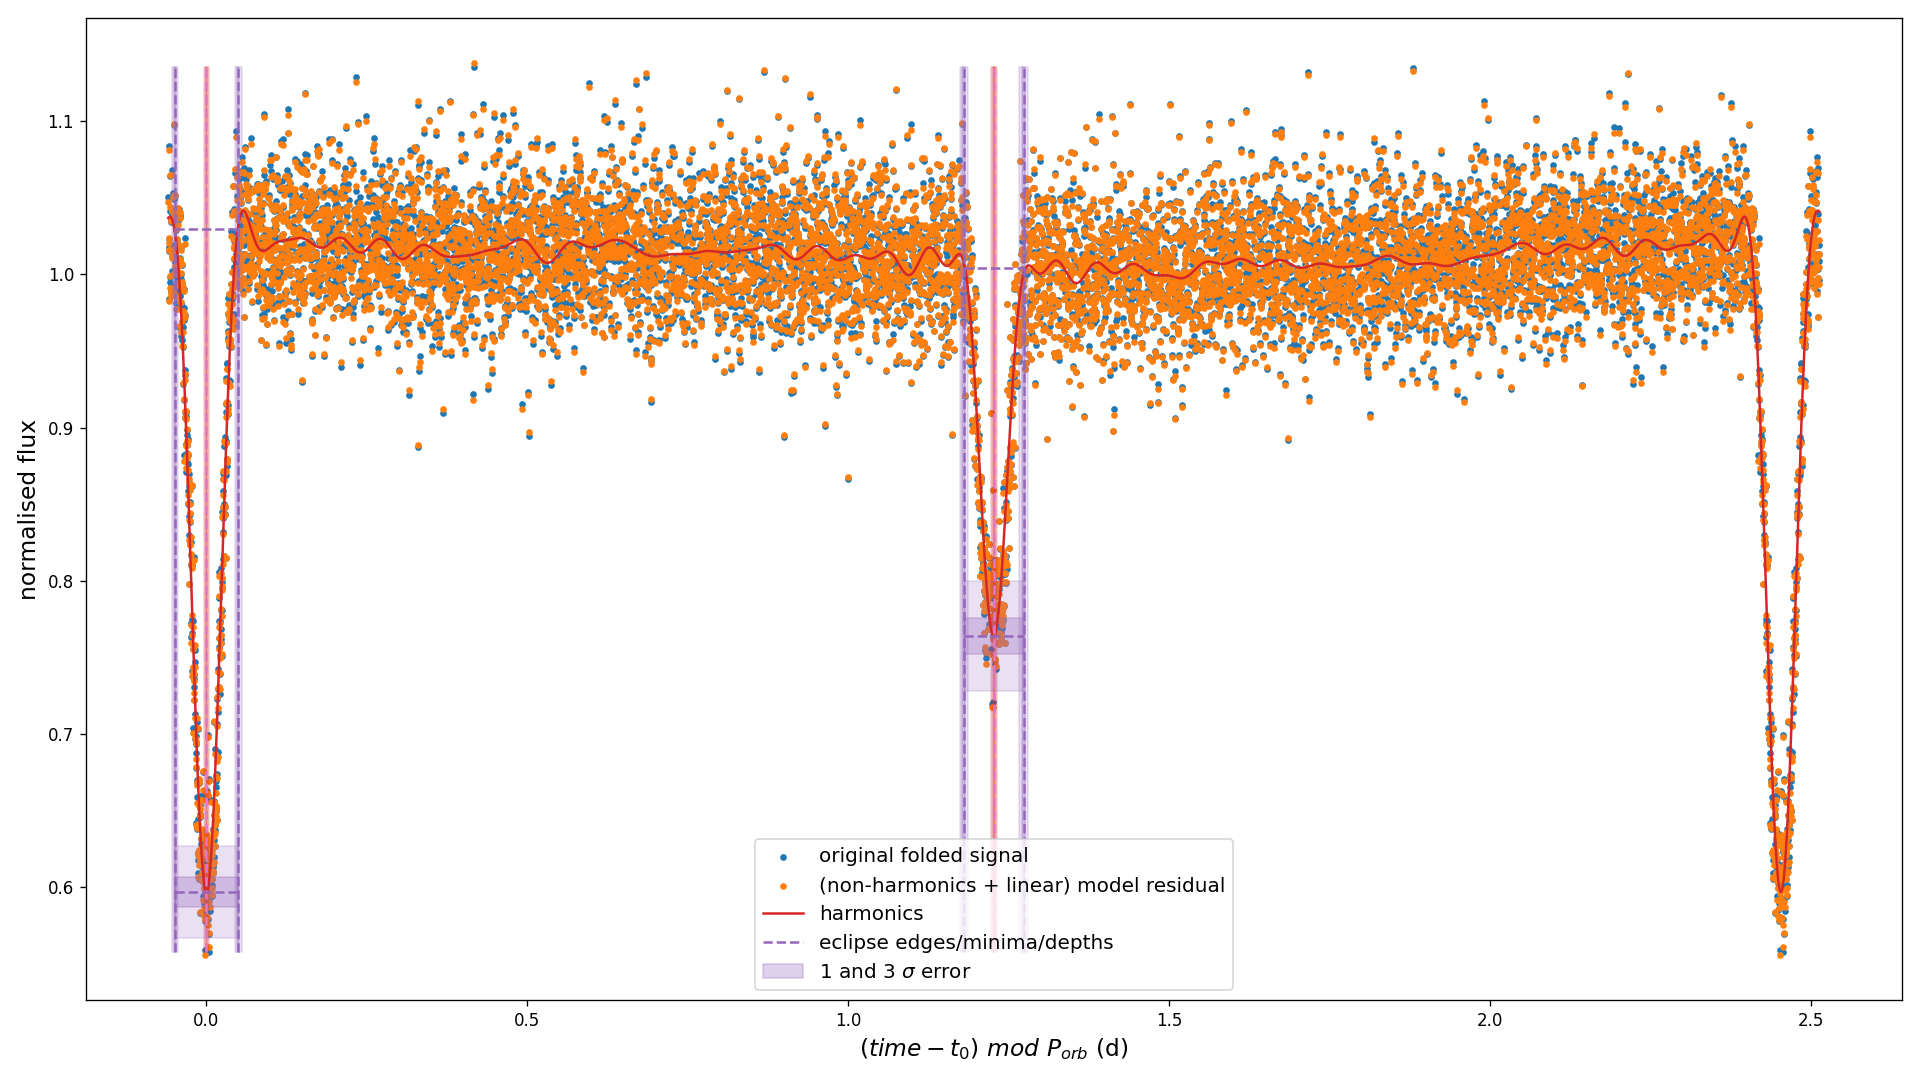 normalised flux
1.1
1.0
0.9
0.8
0.7
0.6
original folded signal
(non-harmonics + linear) model residual
harmonics
eclipse edges/minima/depths
1 and 3 σ error
0.0 0.5 1.0 1.5 2.0 2.5
(time − t₀) mod Pₒᵣᵦ (d)